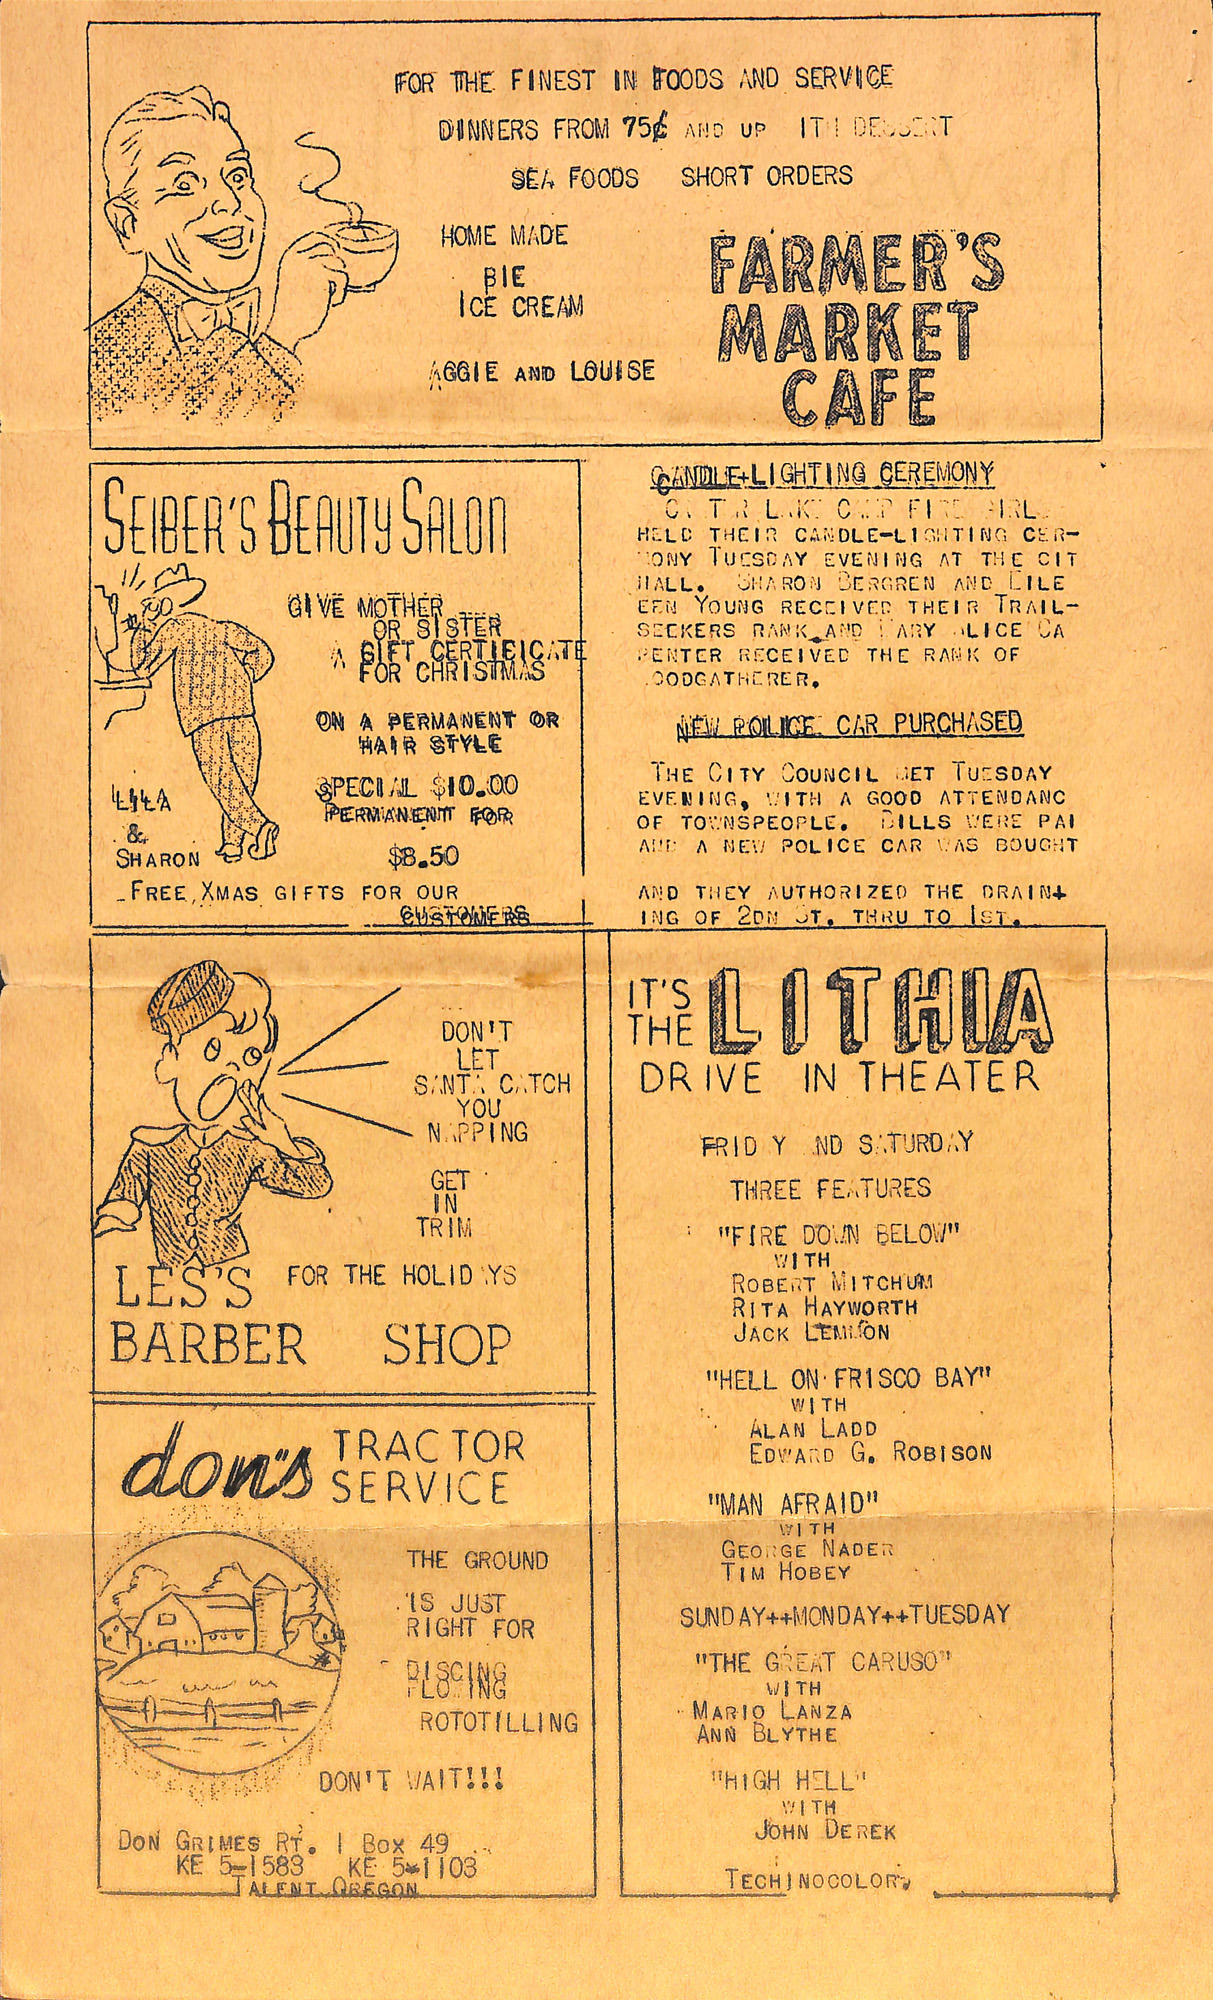 FOR THE FINEST IN FOODS AND SERVICE
DINNERS FROM 75¢ AND UP ITH DESSERT
SEA FOODS SHORT ORDERS
HOME MADE
PIE
ICE CREAM
AGGIE AND LOUISE
FARMER'S
MARKET
CAFE
SEIBER'S BEAUTY SALON
GIVE MOTHER
OR SISTER
A GIFT CERTIFICATE
FOR CHRISTMAS
ON A PERMANENT OR
HAIR STYLE
SPECIAL $10.00
PERMANENT FOR
$8.50
LILA
&
SHARON
FREE XMAS GIFTS FOR OUR
CUSTOMERS
CANDLE+LIGHTING CEREMONY
LAKE CAMP FIRE GIRL
HELD THEIR CANDLE-LIGHTING CER-
MONY TUESDAY EVENING AT THE CIT
HALL. SHARON BERGREN AND EILE
EEN YOUNG RECEIVED THEIR TRAIL-
SEEKERS RANK AND MARY ALICE CA
PENTER RECEIVED THE RANK OF
OODGATHERER.
NEW POLICE CAR PURCHASED
THE CITY COUNCIL MET TUESDAY
EVENING, WITH A GOOD ATTENDANC
OF TOWNSPEOPLE. BILLS WERE PAI
AND A NEW POLICE CAR WAS BOUGHT
AND THEY AUTHORIZED THE DRAIN+
ING OF 2DN ST. THRU TO 1ST.
DON'T
LET
SANTA CATCH
YOU
NAPPING
GET
IN
TRIM
FOR THE HOLIDAYS
LES'S
BARBER SHOP
IT'S
THE LITHIA
DRIVE IN THEATER
FRIDAY AND SATURDAY
THREE FEATURES
"FIRE DOWN BELOW"
WITH
ROBERT MITCHUM
RITA HAYWORTH
JACK LEMMON
"HELL ON FRISCO BAY"
WITH
ALAN LADD
EDWARD G. ROBISON
"MAN AFRAID"
WITH
GEORGE NADER
TIM HOBEY
SUNDAY++MONDAY++TUESDAY
"THE GREAT CARUSO"
WITH
MARIO LANZA
ANN BLYTHE
"HIGH HELL"
WITH
JOHN DEREK
TECHINOCOLOR
don's TRACTOR
SERVICE
THE GROUND
IS JUST
RIGHT FOR
DISCING
PLOWING
ROTOTILLING
DON'T WAIT!!!
DON GRIMES RT. 1 BOX 49
KE 5-1583 KE 5-1103
TALENT OREGON